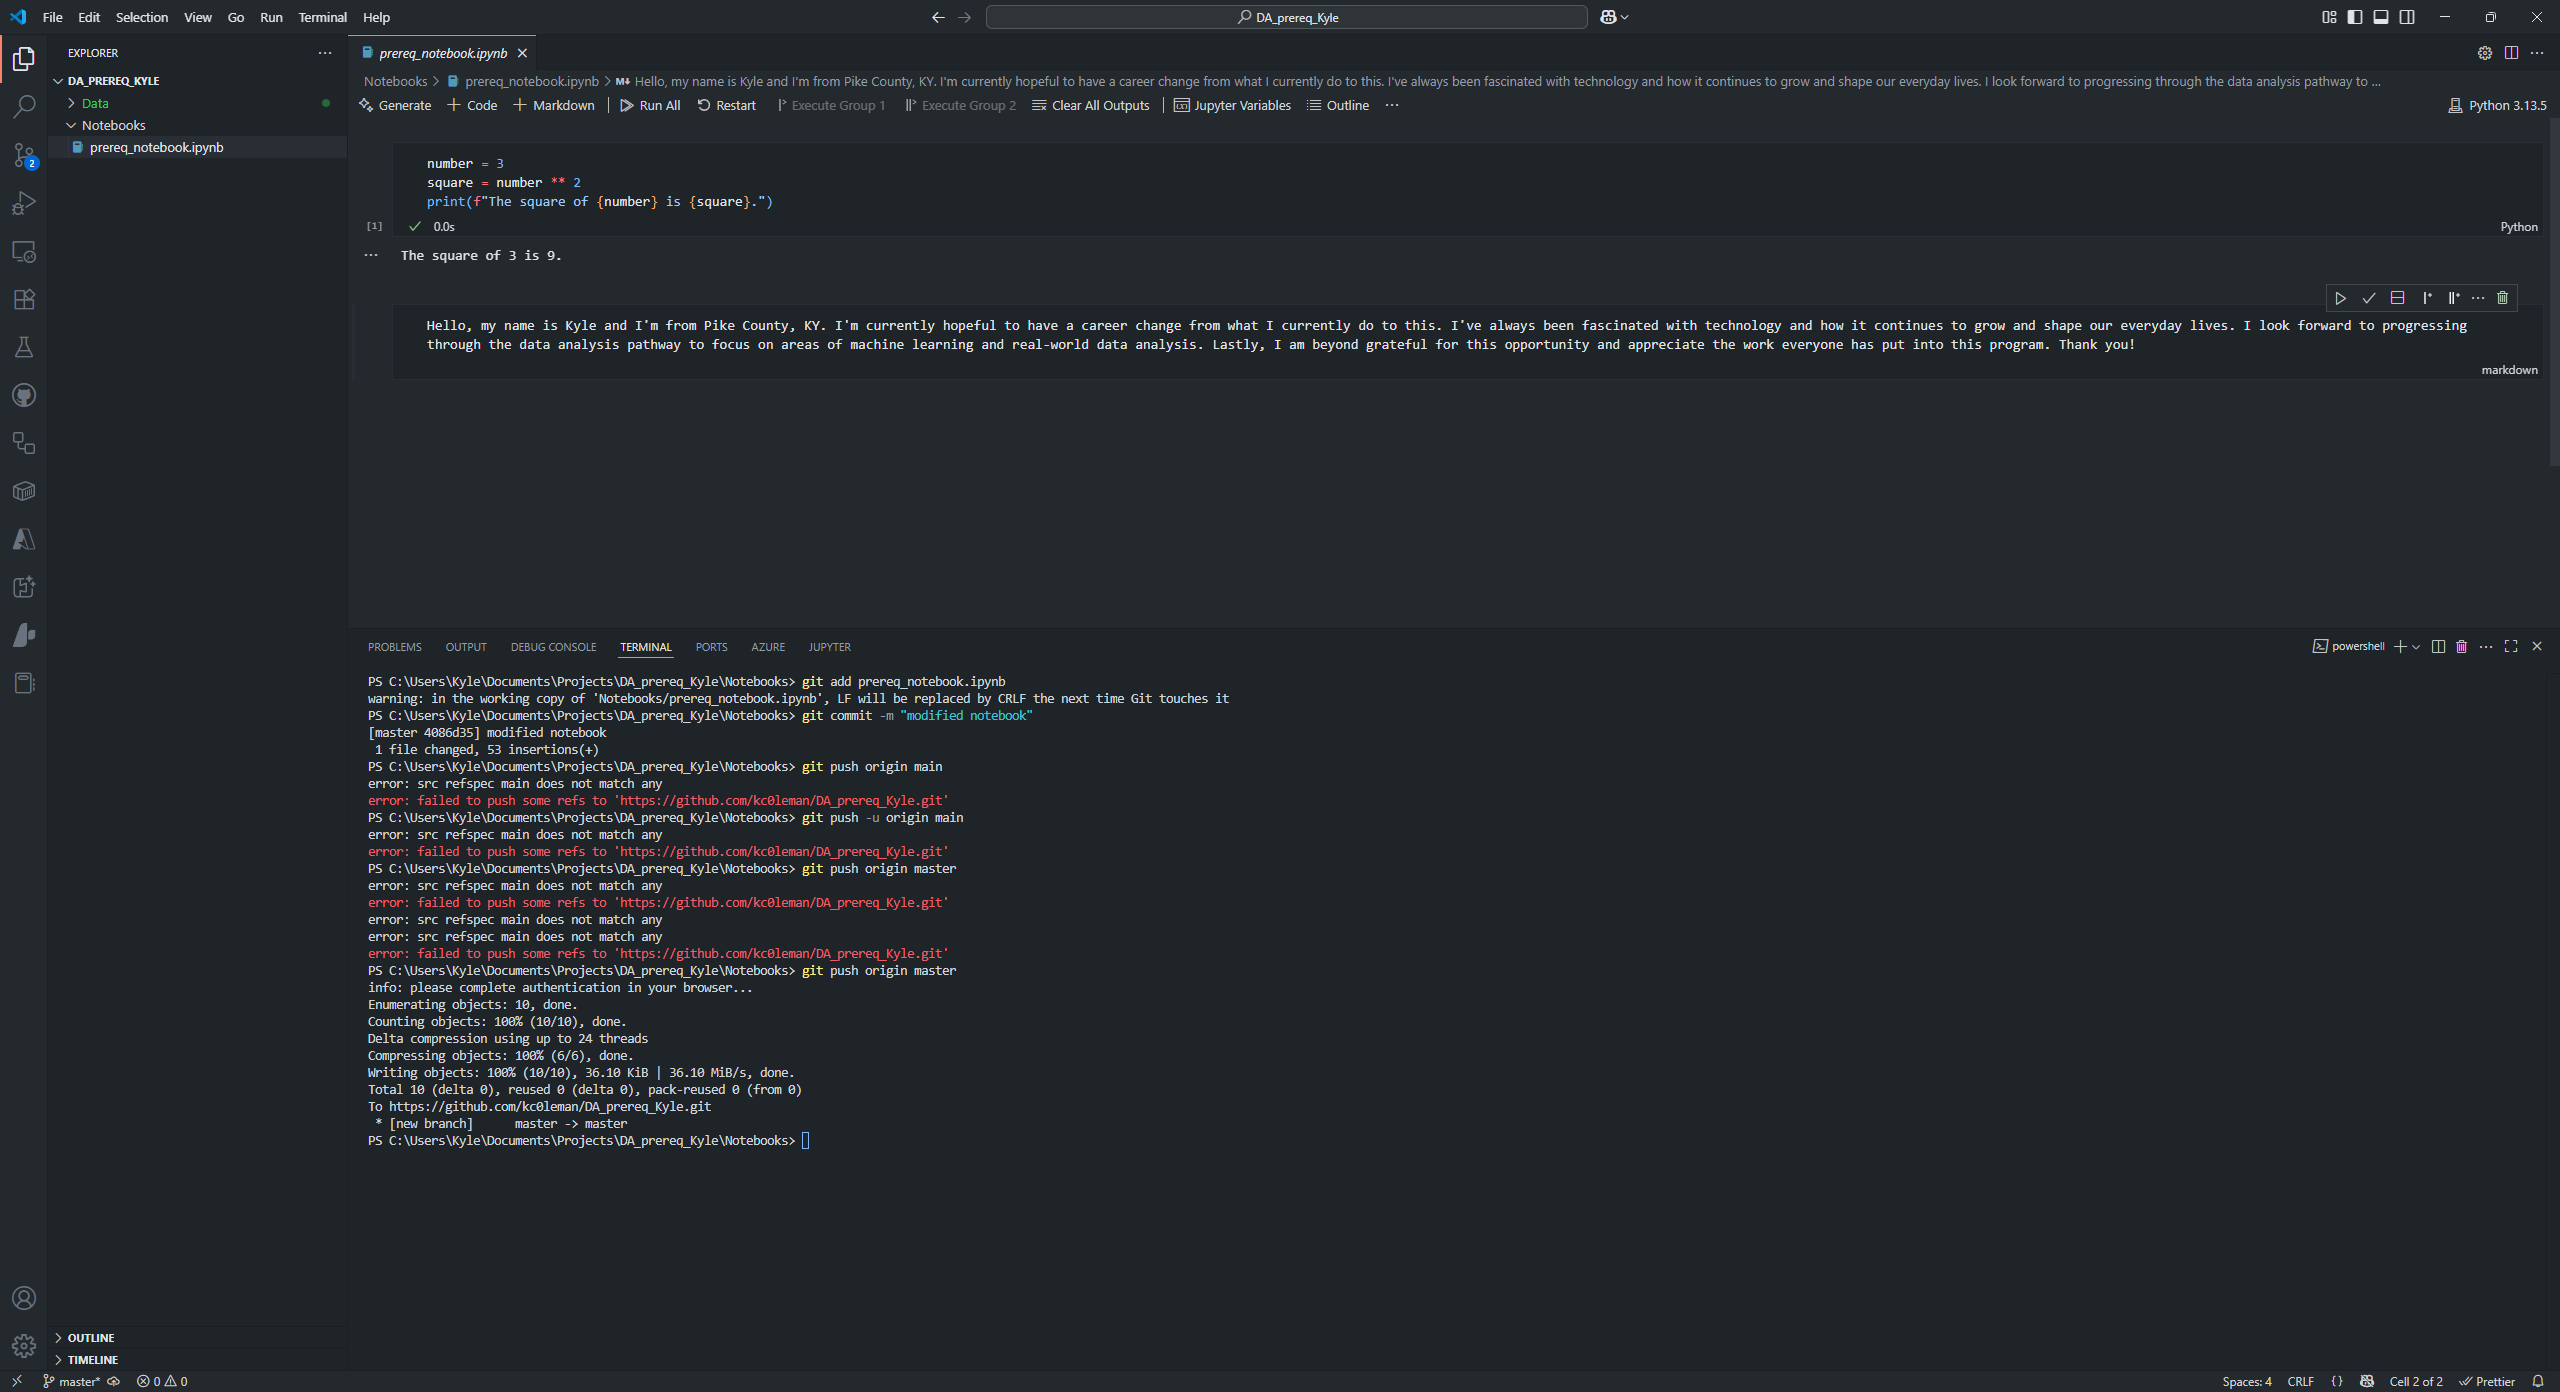 File Edit Selection View Go Run Terminal Help
DA_prereq_Kyle
EXPLORER
DA_PREREQ_KYLE
Data
Notebooks
prereq_notebook.ipynb
2
prereq_notebook.ipynb
Notebooks > prereq_notebook.ipynb > M↓ Hello, my name is Kyle and I'm from Pike County, KY. I'm currently hopeful to have a career change from what I currently do to this. I've always been fascinated with technology and how it continues to grow and shape our everyday lives. I look forward to progressing through the data analysis pathway to ...
Generate + Code + Markdown | Run All Restart Execute Group 1 Execute Group 2 Clear All Outputs | Jupyter Variables Outline ...
Python 3.13.5
number = 3
square = number ** 2
print(f"The square of {number} is {square}.")
[1] ✓ 0.0s
Python
The square of 3 is 9.
Hello, my name is Kyle and I'm from Pike County, KY. I'm currently hopeful to have a career change from what I currently do to this. I've always been fascinated with technology and how it continues to grow and shape our everyday lives. I look forward to progressing
through the data analysis pathway to focus on areas of machine learning and real-world data analysis. Lastly, I am beyond grateful for this opportunity and appreciate the work everyone has put into this program. Thank you!
markdown
PROBLEMS OUTPUT DEBUG CONSOLE TERMINAL PORTS AZURE JUPYTER
powershell
PS C:\Users\Kyle\Documents\Projects\DA_prereq_Kyle\Notebooks> git add prereq_notebook.ipynb
warning: in the working copy of 'Notebooks/prereq_notebook.ipynb', LF will be replaced by CRLF the next time Git touches it
PS C:\Users\Kyle\Documents\Projects\DA_prereq_Kyle\Notebooks> git commit -m "modified notebook"
[master 4086d35] modified notebook
1 file changed, 53 insertions(+)
PS C:\Users\Kyle\Documents\Projects\DA_prereq_Kyle\Notebooks> git push origin main
error: src refspec main does not match any
error: failed to push some refs to 'https://github.com/kc0leman/DA_prereq_Kyle.git'
PS C:\Users\Kyle\Documents\Projects\DA_prereq_Kyle\Notebooks> git push -u origin main
error: src refspec main does not match any
error: failed to push some refs to 'https://github.com/kc0leman/DA_prereq_Kyle.git'
PS C:\Users\Kyle\Documents\Projects\DA_prereq_Kyle\Notebooks> git push origin master
error: src refspec main does not match any
error: failed to push some refs to 'https://github.com/kc0leman/DA_prereq_Kyle.git'
error: src refspec main does not match any
error: src refspec main does not match any
error: failed to push some refs to 'https://github.com/kc0leman/DA_prereq_Kyle.git'
PS C:\Users\Kyle\Documents\Projects\DA_prereq_Kyle\Notebooks> git push origin master
info: please complete authentication in your browser...
Enumerating objects: 10, done.
Counting objects: 100% (10/10), done.
Delta compression using up to 24 threads
Compressing objects: 100% (6/6), done.
Writing objects: 100% (10/10), 36.10 KiB | 36.10 MiB/s, done.
Total 10 (delta 0), reused 0 (delta 0), pack-reused 0 (from 0)
To https://github.com/kc0leman/DA_prereq_Kyle.git
* [new branch] master -> master
PS C:\Users\Kyle\Documents\Projects\DA_prereq_Kyle\Notebooks>
OUTLINE
TIMELINE
master* 0 0
Spaces: 4 CRLF {} Cell 2 of 2 Prettier